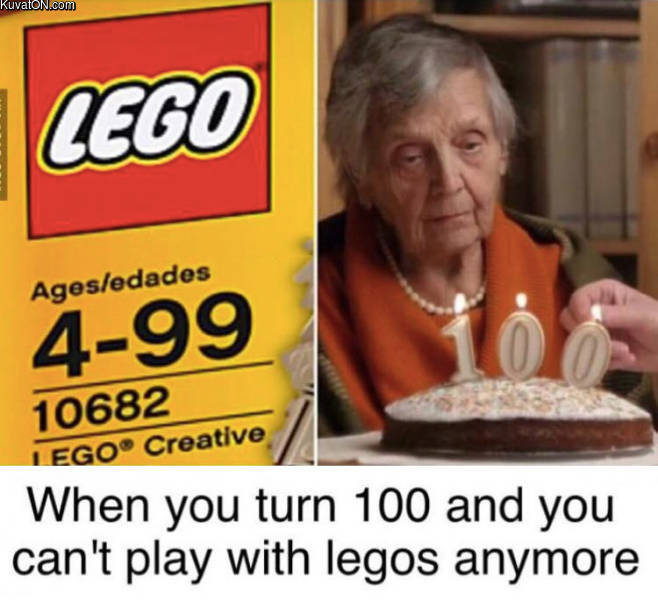 KuvatON.com
LEGO
Ages/edades
4-99
10682
LEGO® Creative
100
When you turn 100 and you
can't play with legos anymore